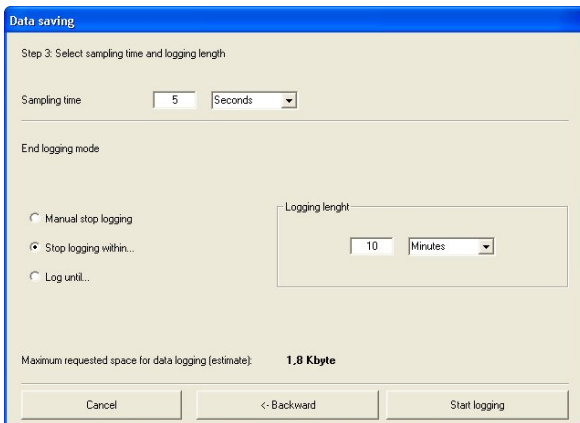 Data saving
Step 3: Select sampling time and logging length
Sampling time 5 Seconds
End logging mode
Logging lenght
Manual stop logging
10 Minutes
Stop logging within...
Log until...
Maximum requested space for data logging (estimate): 1,8 Kbyte
Cancel <- Backward Start logging